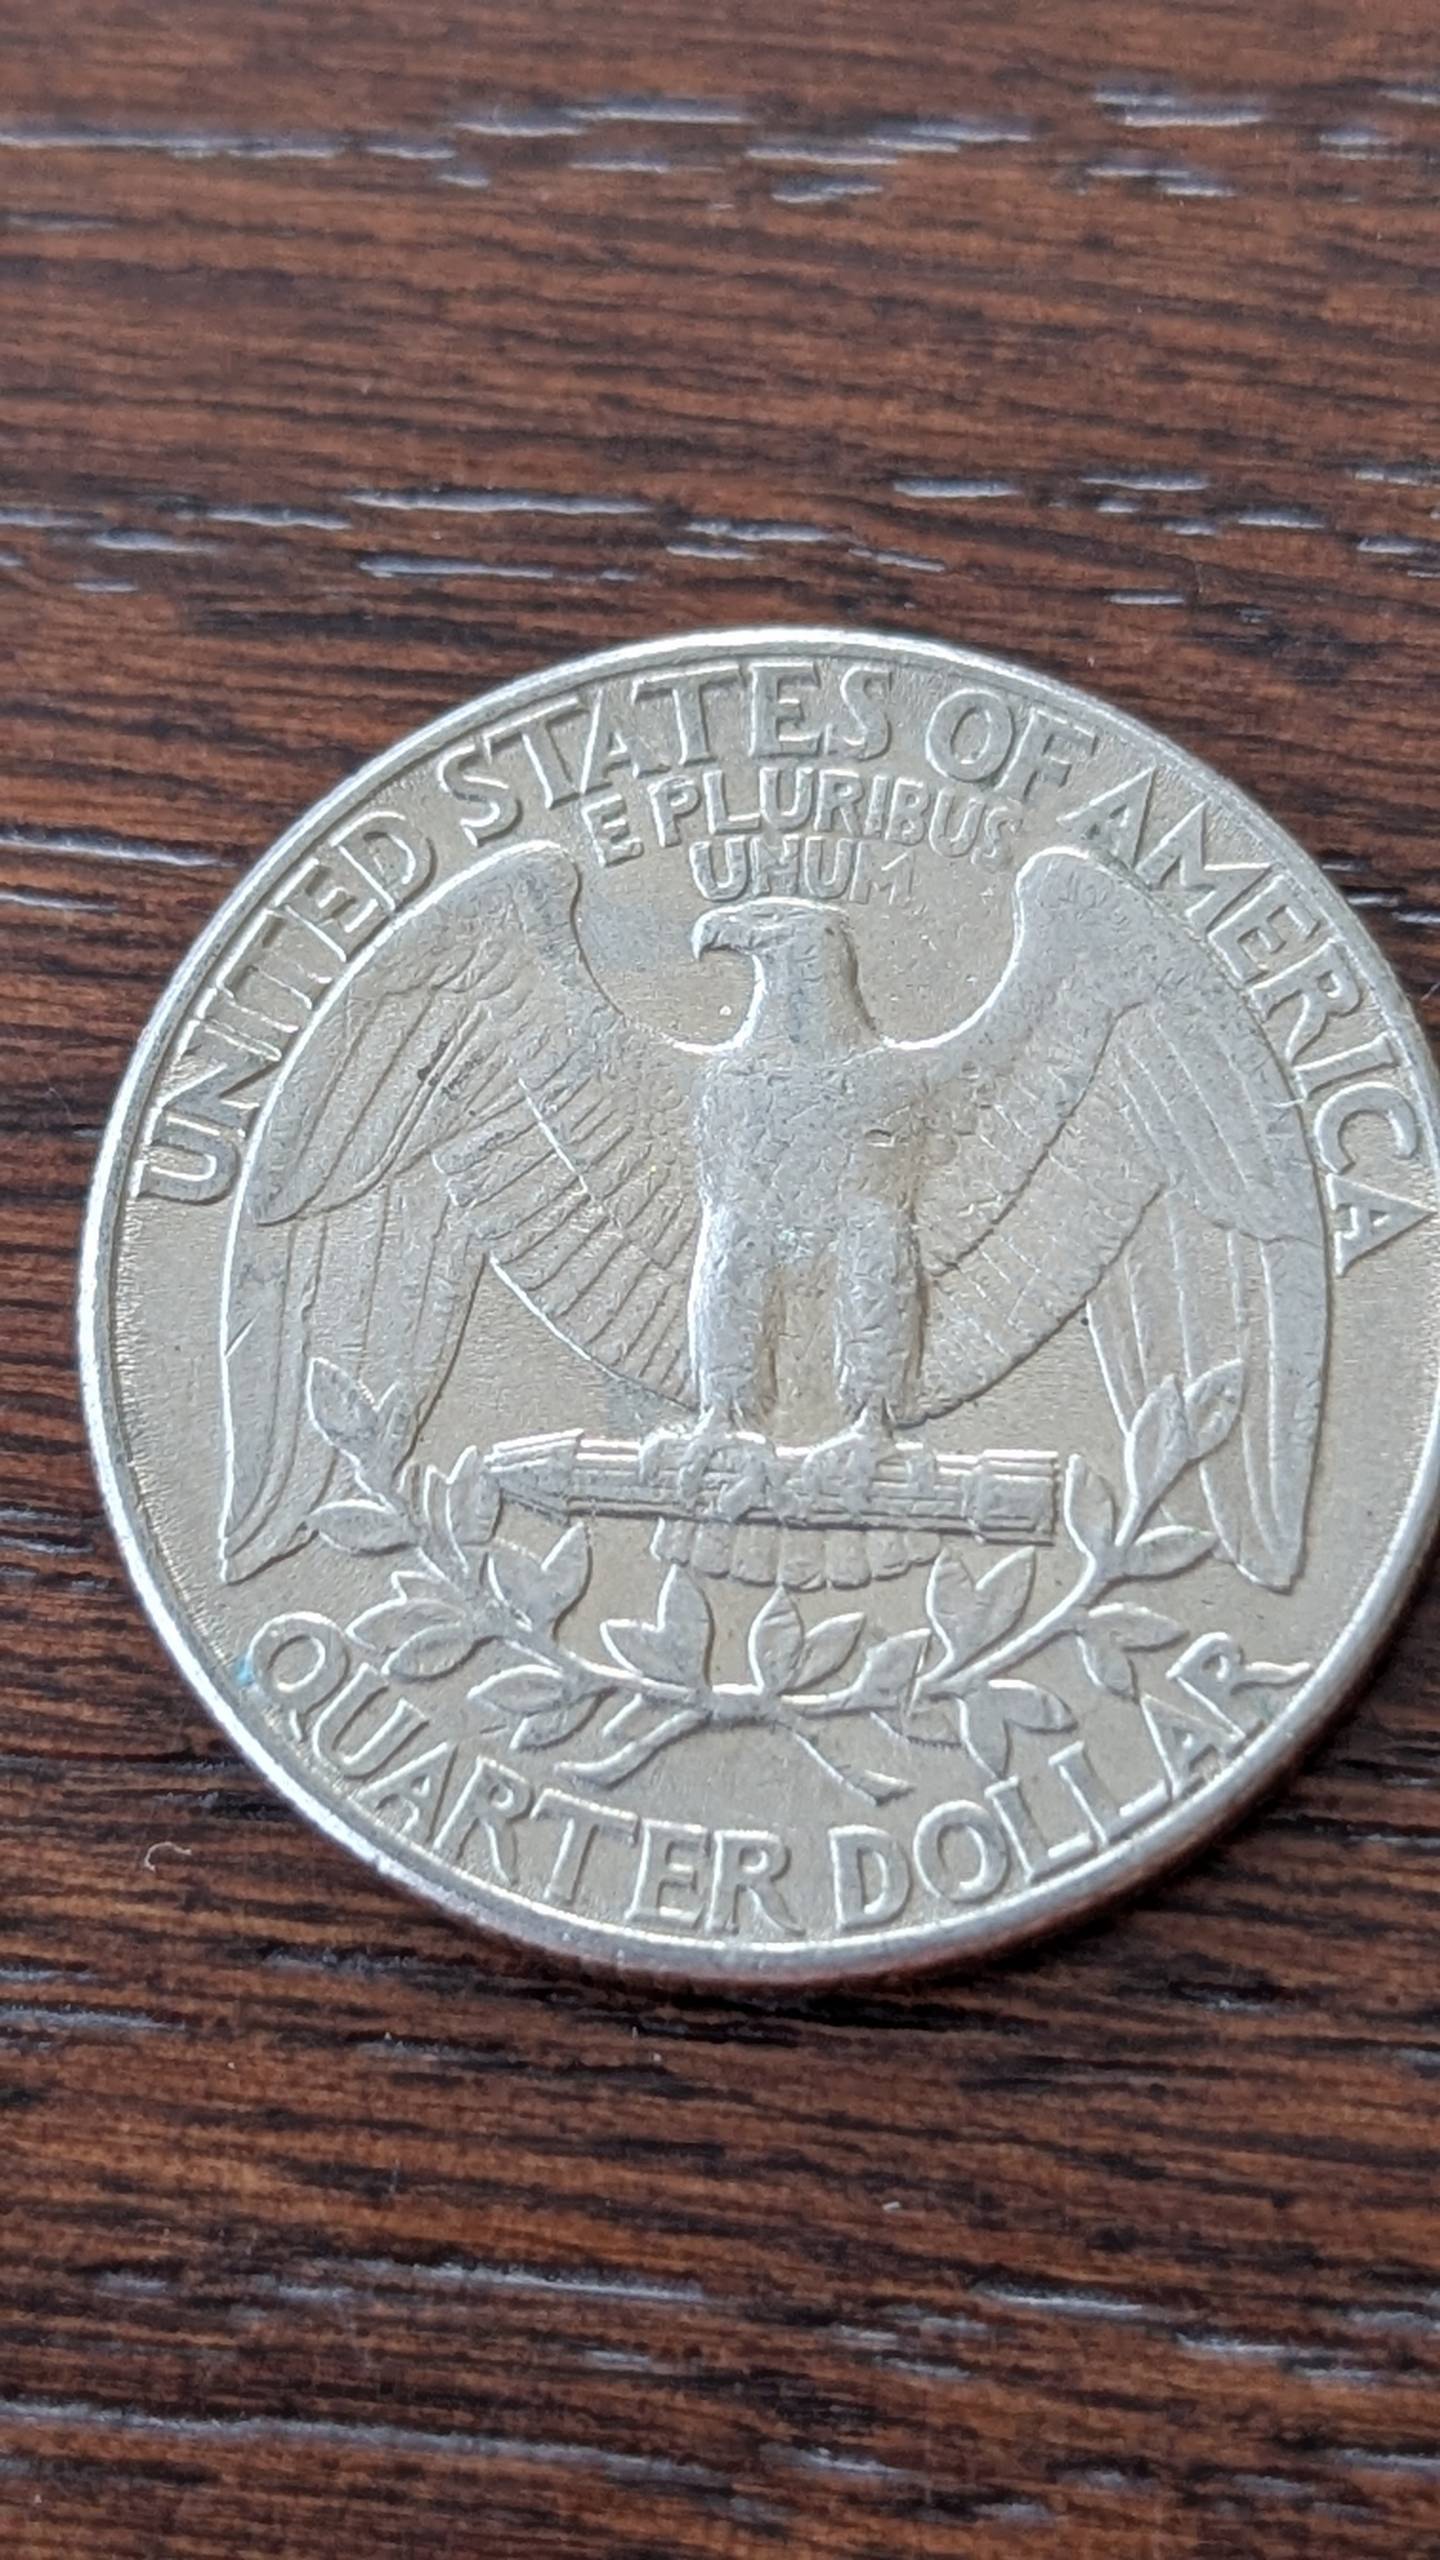 UNITED STATES OF AMERICA
E PLURIBUS
UNUM
QUARTER DOLLAR